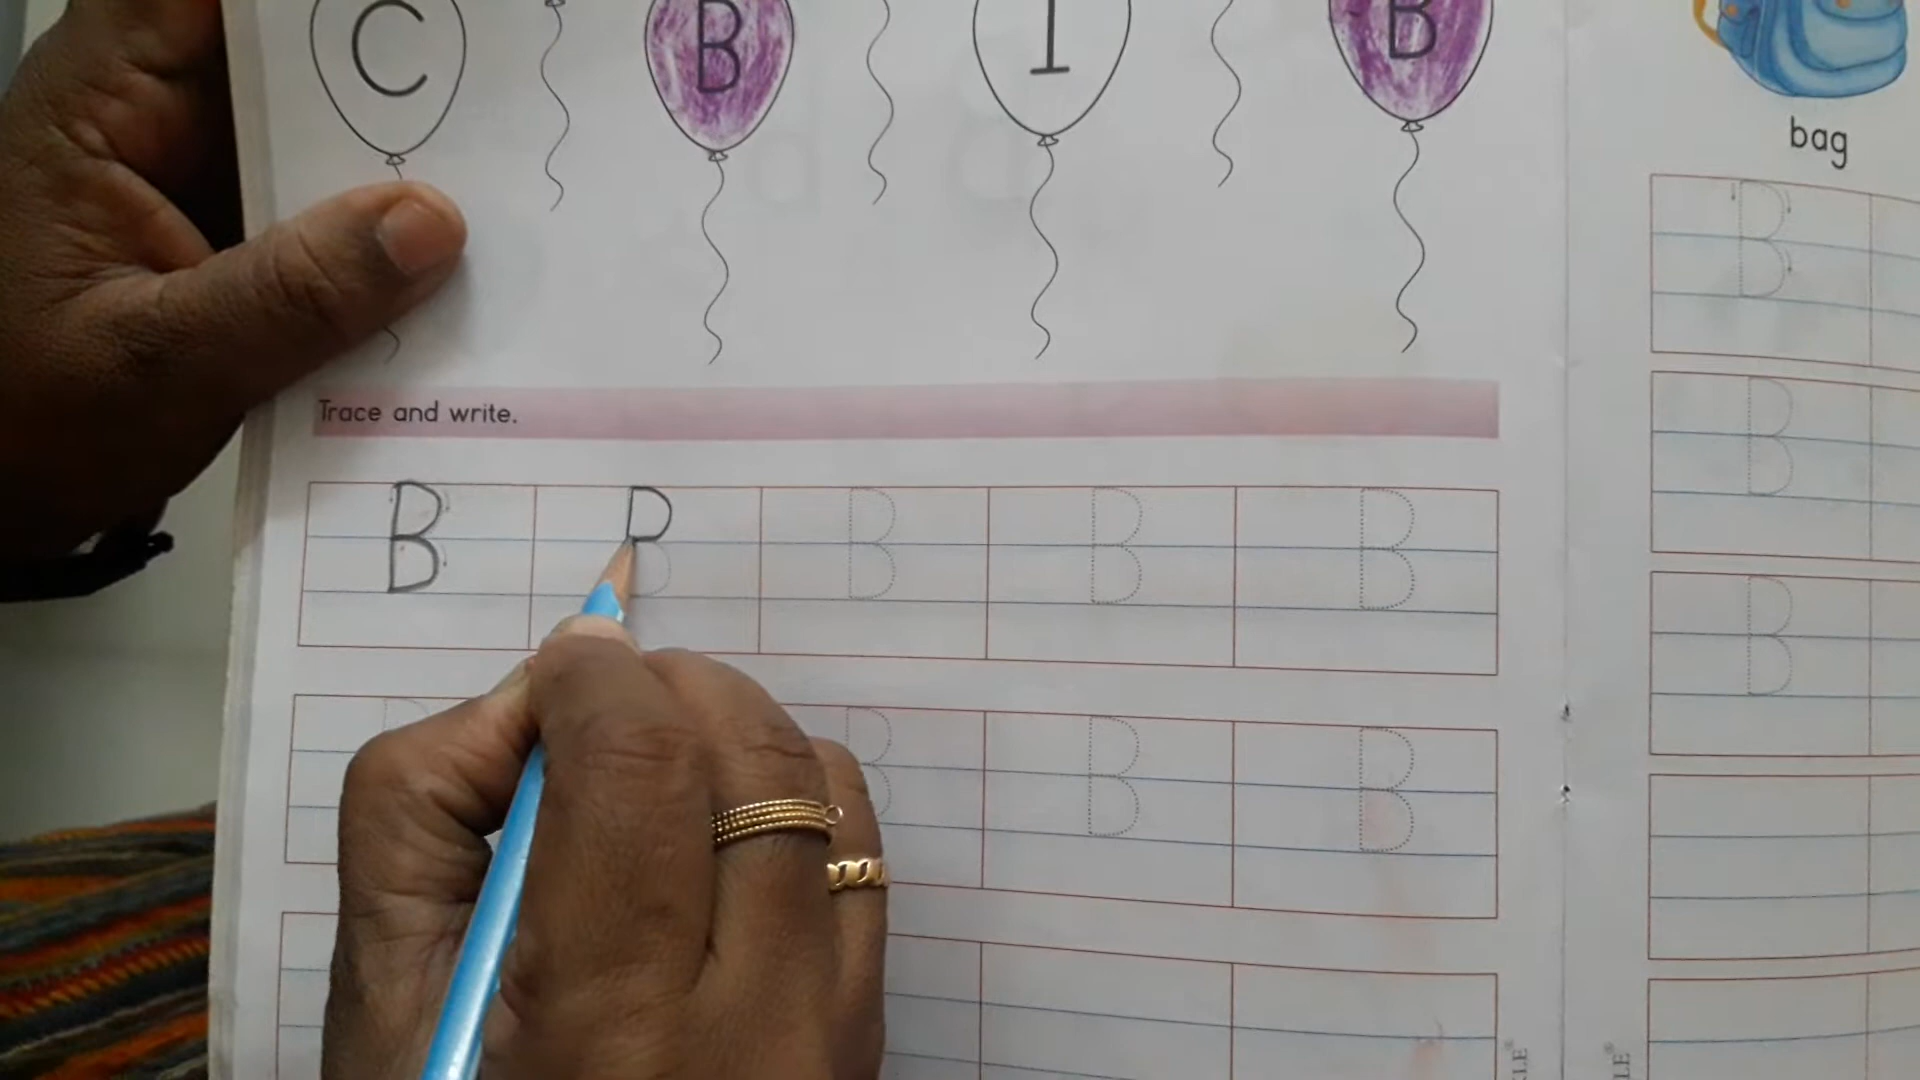 C B I B
bag
Trace and write.
B B B B B
B B B
B
B
B